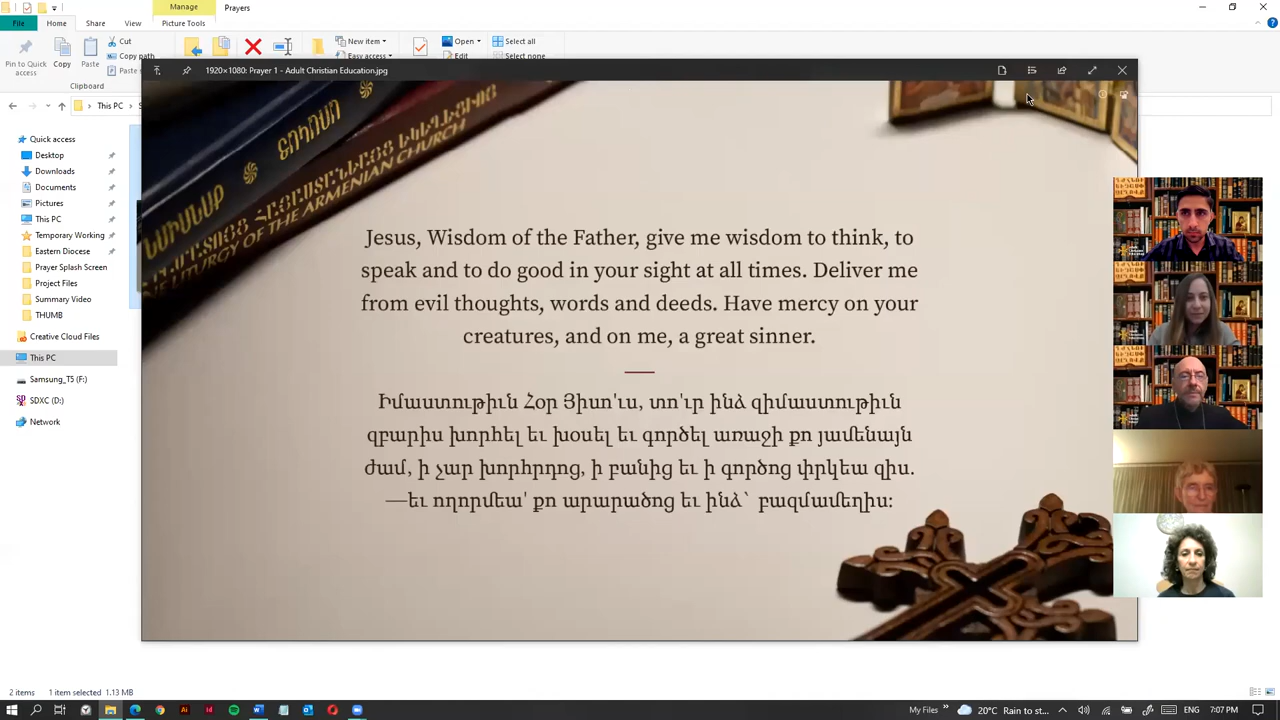 Manage
Prayers
File
Home
Share
View
Picture Tools
Pin to Quick access
Copy
Paste
Cut
Copy path
New item
Easy access
Open
Edit
Select all
Select none
Clipboard
This PC
1920×1080: Prayer 1 - Adult Christian Education.jpg
Quick access
Desktop
Downloads
Documents
Pictures
This PC
Temporary Working
Eastern Diocese
Prayer Splash Screen
Project Files
Summary Video
THUMB
Creative Cloud Files
This PC
Samsung_T5 (F:)
SDXC (D:)
Network
LITURGY OF THE ARMENIAN CHURCH
Jesus, Wisdom of the Father, give me wisdom to think, to
speak and to do good in your sight at all times. Deliver me
from evil thoughts, words and deeds. Have mercy on your
creatures, and on me, a great sinner.
Իմաստութիւն Հօր Յիսո'ւս, տո'ւր ինձ զիմաստութիւն
զբարիս խորհել եւ խօսել եւ գործել առաջի քո յամենայն
ժամ, ի չար խորհրդոց, ի բանից եւ ի գործոց փրկեա զիս.
—եւ ողորմեա' քո արարածոց եւ ինձ` բազմամեղիս:
2 items
1 item selected 1.13 MB
My Files
20°C Rain to st...
ENG
7:07 PM